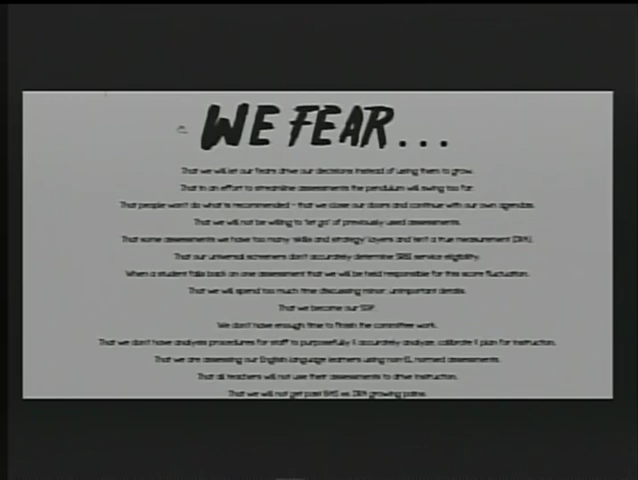 WE FEAR...
That we will let our fears drive our decisions instead of using them to grow.
That in an effort to streamline assessments the pendulum will swing too far.
That people won't do what is recommended - that we close our doors and continue with our own agendas.
That we will not be willing to "let go" of previously used assessments.
That some assessments we have too many skills and strategy layers and isn't a true measurement
That our universal screeners don't accurately determine SRBI service eligibility.
When a student falls back on one assessment that we will be held responsible for this score fluctuation.
That we will spend too much time discussing minor, unimportant details.
That we become our
We don't have enough time to finish the committee work.
That we don't have analysis procedures for staff to purposefully & accurately analyze, calibrate & plan for instruction.
That we are assessing our English language learners using non-EL normed assessments.
That all teachers will not use their assessments to drive instruction.
That we will not get past growing pains.